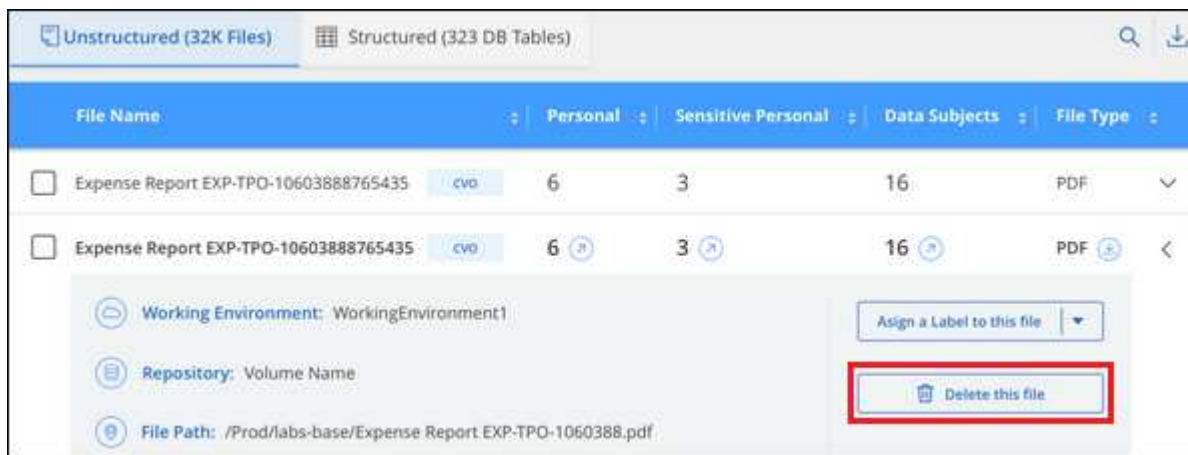 Unstructured (32K Files) Structured (323 DB Tables)
File Name Personal Sensitive Personal Data Subjects File Type
Expense Report EXP-TPO-10603888765435 CVO 6 3 16 PDF
Expense Report EXP-TPO-10603888765435 CVO 6 3 16 PDF
Working Environment: WorkingEnvironment1
Asign a Label to this file
Repository: Volume Name
Delete this file
File Path: /Prod/labs-base/Expense Report EXP-TPO-1060388.pdf